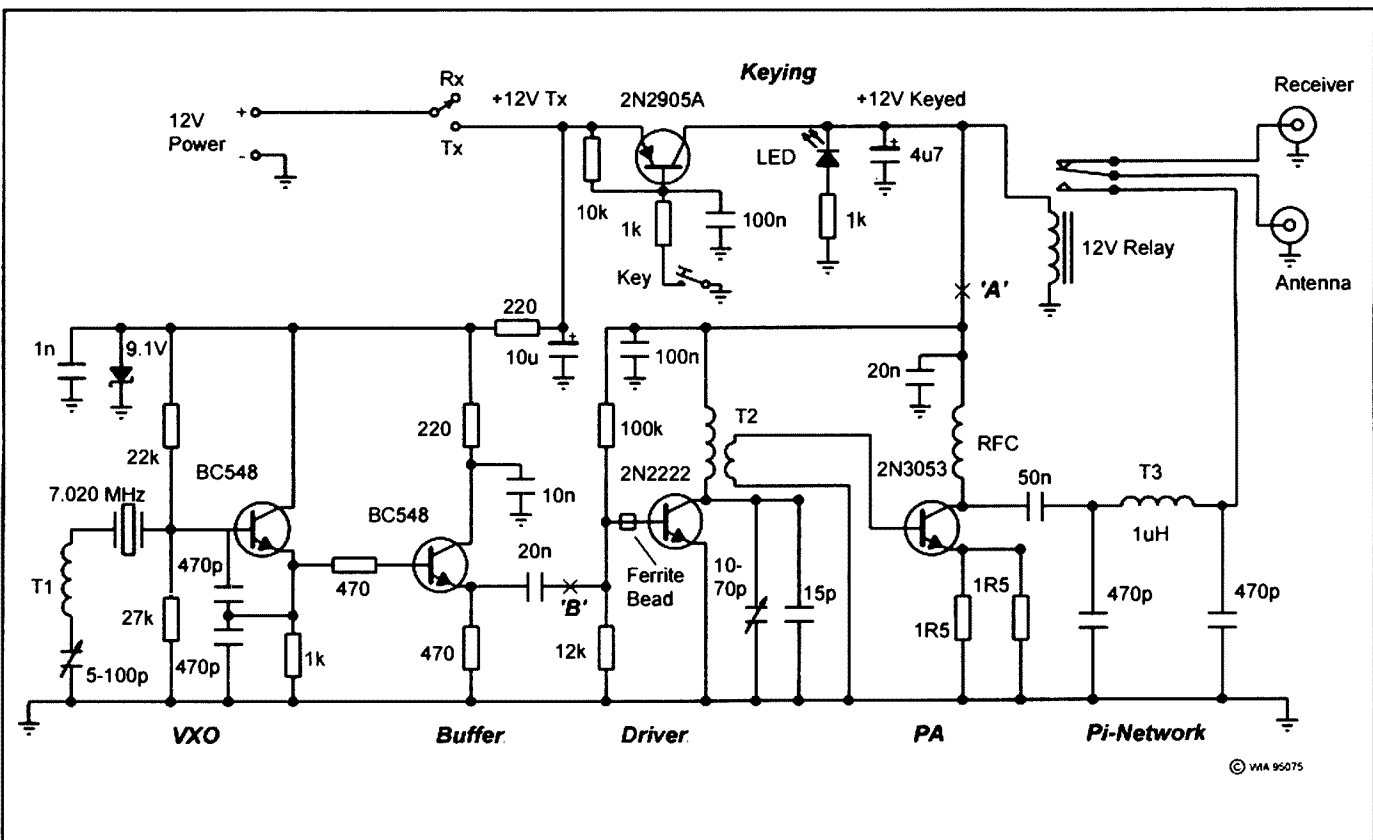 Keying
Receiver
Rx
+12V Tx
2N2905A
+12V Keyed
12V
Power
+
-
Tx
LED
4u7
10k
1k
100n
1k
12V Relay
Key
'A'
Antenna
220
1n
9.1V
10u
100n
20n
22k
220
100k
T2
RFC
BC548
2N2222
2N3053
50n
T3
7.020 MHz
10n
BC548
20n
1uH
T1
470p
470
'B'
Ferrite
Bead
10-
70p
15p
1R5
470p
470p
27k
1R5
5-100p
470p
1k
470
12k
VXO
Buffer
Driver
PA
Pi-Network
© WIA 95075